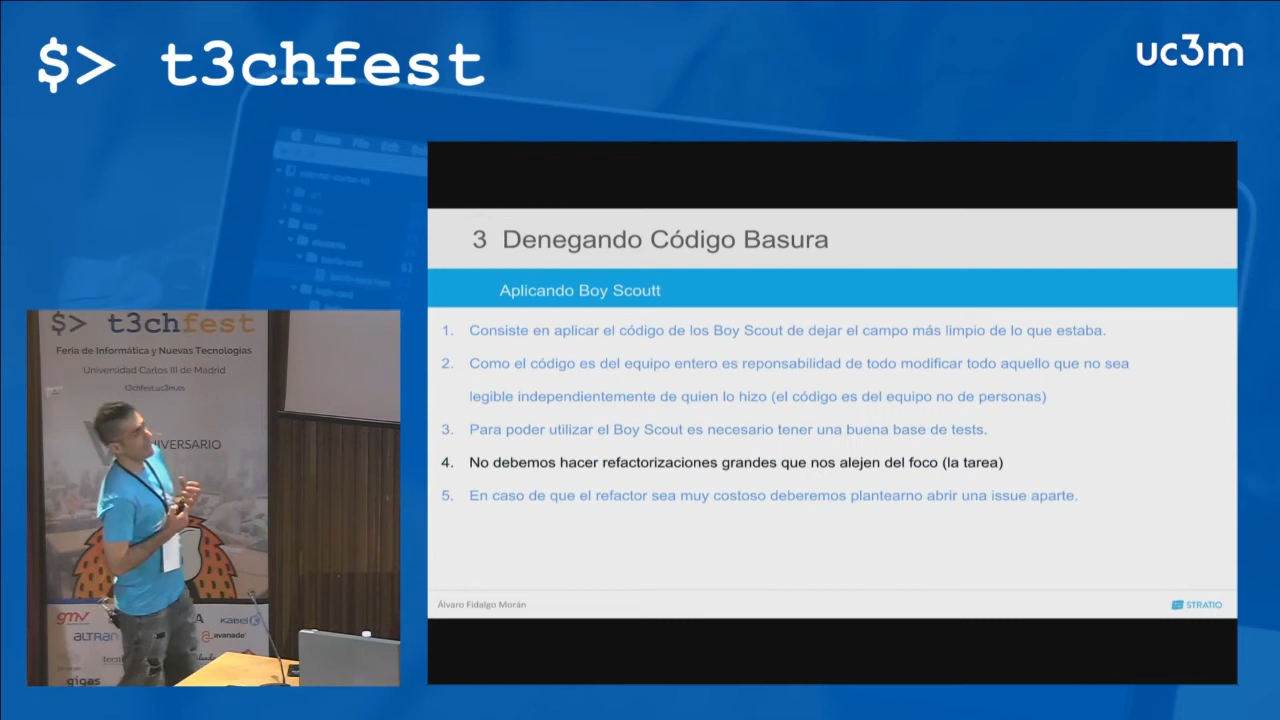 $> t3chfest
uc3m
3 Denegando Código Basura
Aplicando Boy Scoutt
1. Consiste en aplicar el código de los Boy Scout de dejar el campo más limpio de lo que estaba.
2. Como el código es del equipo entero es reponsabilidad de todo modificar todo aquello que no sea
legible independientemente de quien lo hizo (el código es del equipo no de personas)
3. Para poder utilizar el Boy Scout es necesario tener una buena base de tests.
4. No debemos hacer refactorizaciones grandes que nos alejen del foco (la tarea)
5. En caso de que el refactor sea muy costoso deberemos plantearno abrir una issue aparte.
Álvaro Fidalgo Morán
STRATIO
$> t3chfest
Feria de Informática y Nuevas Tecnologías
Universidad Carlos III de Madrid
t3chfest.uc3m.es
IVERSARIO
gmv
KABEL
ALTRAN
avanade
gigas